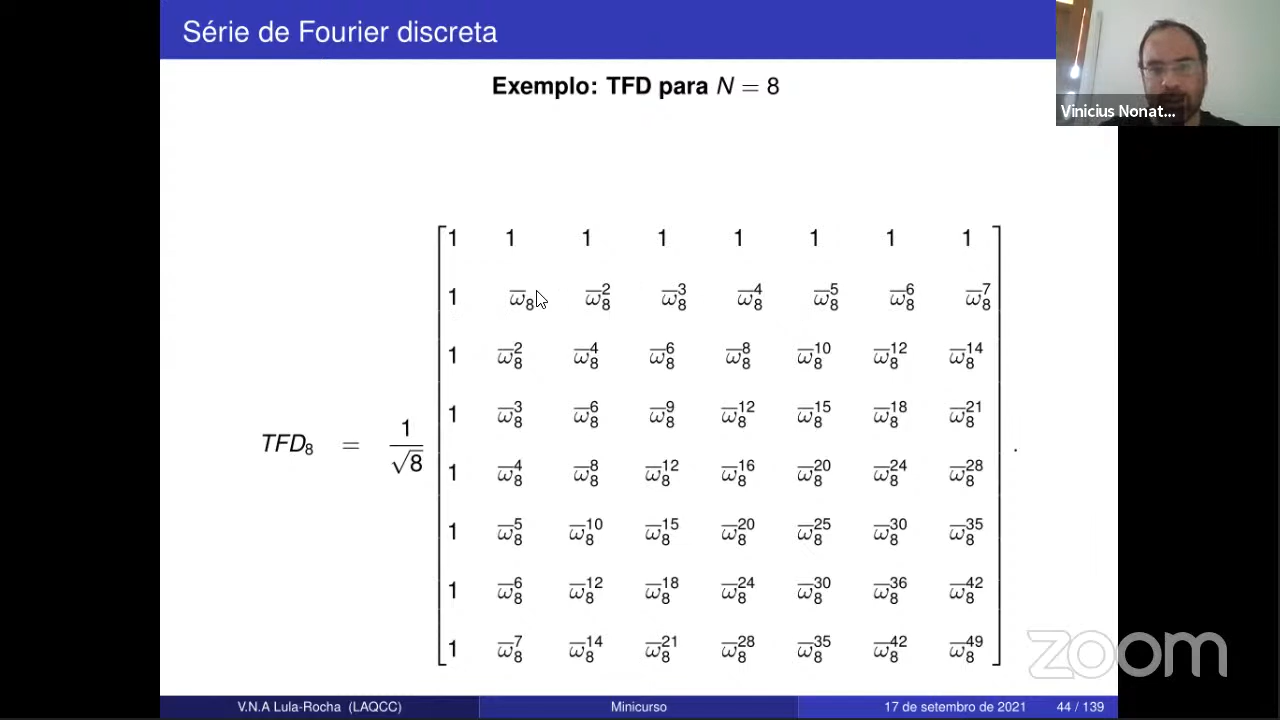 Série de Fourier discreta
Vinicius Nonat...
Exemplo: TFD para N = 8
TFD₈ = 1/√8
1 1 1 1 1 1 1 1
1 ω̅₈ ω̅₈² ω̅₈³ ω̅₈⁴ ω̅₈⁵ ω̅₈⁶ ω̅₈⁷
1 ω̅₈² ω̅₈⁴ ω̅₈⁶ ω̅₈⁸ ω̅₈¹⁰ ω̅₈¹² ω̅₈¹⁴
1 ω̅₈³ ω̅₈⁶ ω̅₈⁹ ω̅₈¹² ω̅₈¹⁵ ω̅₈¹⁸ ω̅₈²¹
1 ω̅₈⁴ ω̅₈⁸ ω̅₈¹² ω̅₈¹⁶ ω̅₈²⁰ ω̅₈²⁴ ω̅₈²⁸
1 ω̅₈⁵ ω̅₈¹⁰ ω̅₈¹⁵ ω̅₈²⁰ ω̅₈²⁵ ω̅₈³⁰ ω̅₈³⁵
1 ω̅₈⁶ ω̅₈¹² ω̅₈¹⁸ ω̅₈²⁴ ω̅₈³⁰ ω̅₈³⁶ ω̅₈⁴²
1 ω̅₈⁷ ω̅₈¹⁴ ω̅₈²¹ ω̅₈²⁸ ω̅₈³⁵ ω̅₈⁴² ω̅₈⁴⁹
.
zoom
V.N.A Lula-Rocha (LAQCC) Minicurso 17 de setembro de 2021 44 / 139